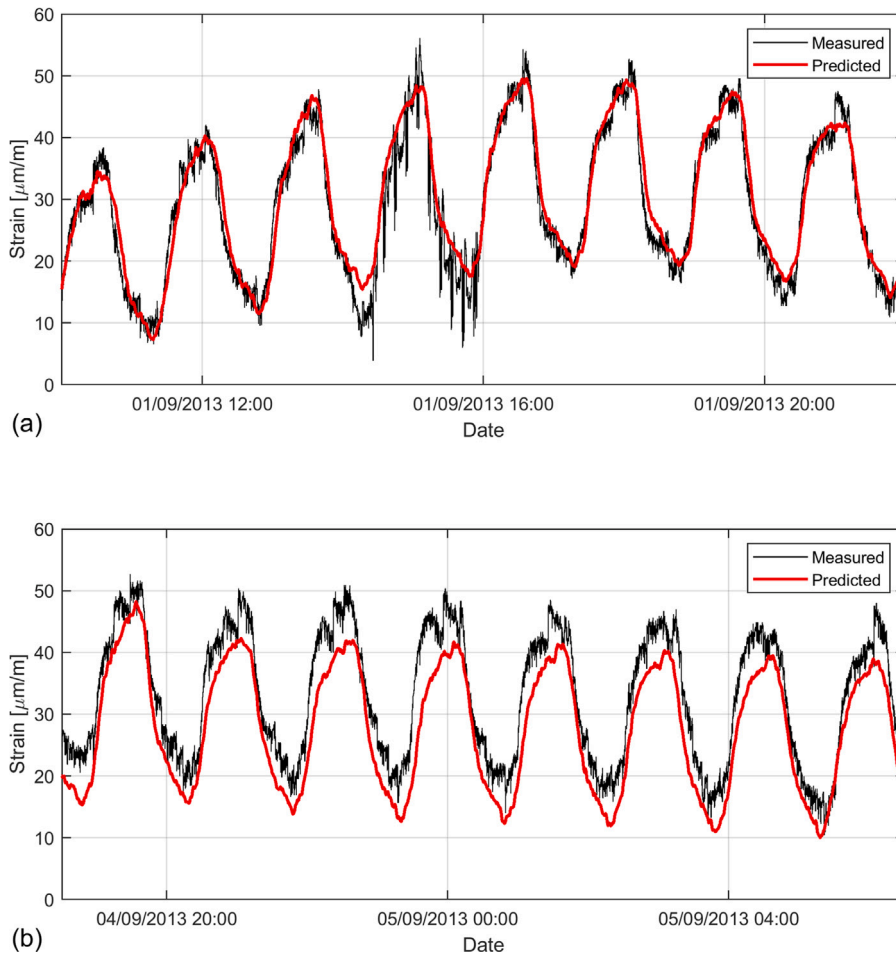 60
50
40
30
20
10
0
Strain [μm/m]
Measured
Predicted
01/09/2013 12:00
01/09/2013 16:00
01/09/2013 20:00
(a)
Date
60
50
40
30
20
10
0
Strain [μm/m]
Measured
Predicted
04/09/2013 20:00
05/09/2013 00:00
05/09/2013 04:00
(b)
Date